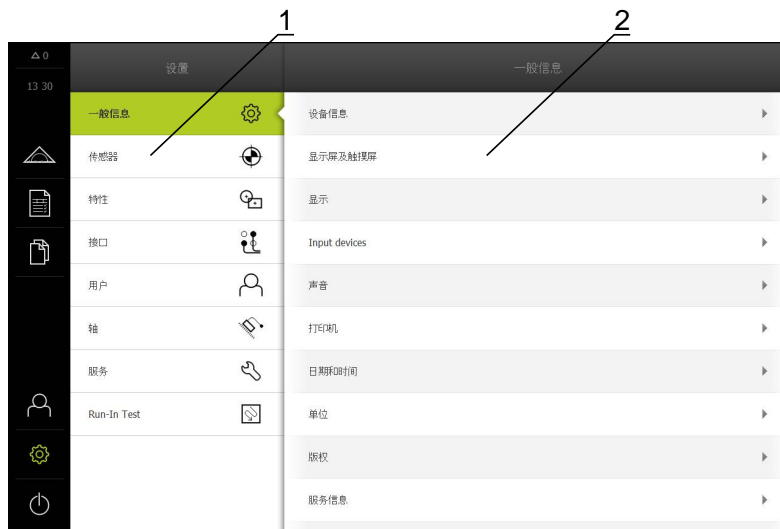 1
2
0
13 30
设置
一般信息
一般信息
传感器
特性
接口
用户
轴
服务
Run-In Test
设备信息
显示屏及触摸屏
显示
Input devices
声音
打印机
日期和时间
单位
版权
服务信息